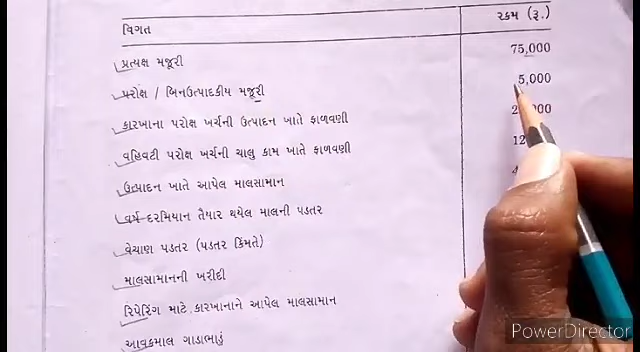 વિગત રકમ (રૂ.)
પ્રત્યક્ષ મજૂરી 75,000
પરોક્ષ / બિનઉત્પાદકીય મજૂરી 5,000
કારખાના પરોક્ષ ખર્ચની ઉત્પાદન ખાતે ફાળવણી
વહિવટી પરોક્ષ ખર્ચની ચાલુ કામ ખાતે ફાળવણી
ઉત્પાદન ખાતે આપેલ માલસામાન
વર્ષ દરમિયાન તૈયાર થયેલ માલની પડતર
વેચાણ પડતર (પડતર કિંમતે)
માલસામાનની ખરીદી
રિપેરિંગ માટે કારખાનાને આપેલ માલસામાન
આવકમાલ ગાડાભાડું
PowerDirector